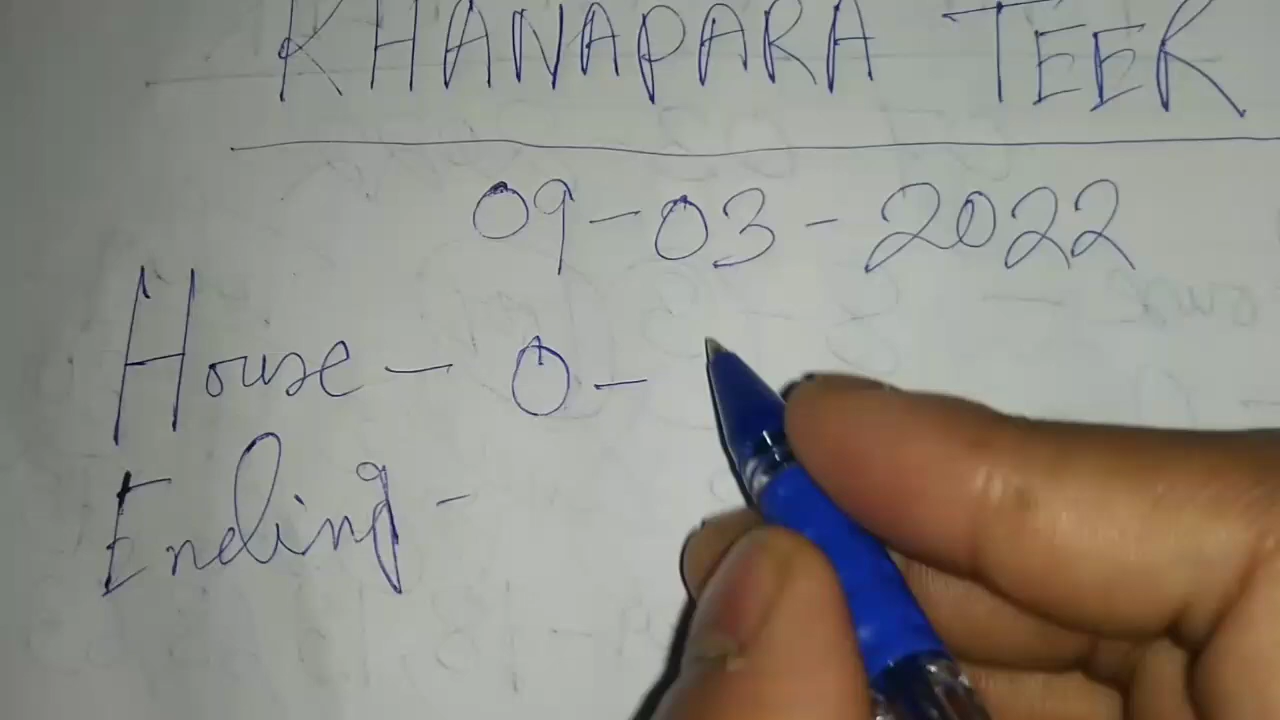 KHANAPARA TEER
09-03-2022
House - 0 -
Ending -